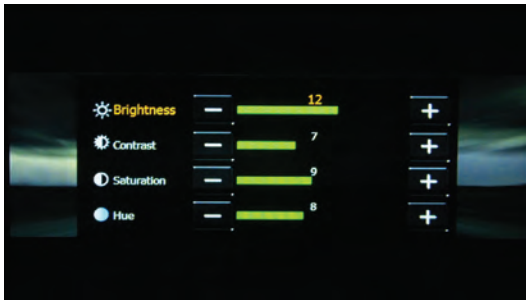 Brightness − 12 +
Contrast − 7 +
Saturation − 9 +
Hue − 8 +